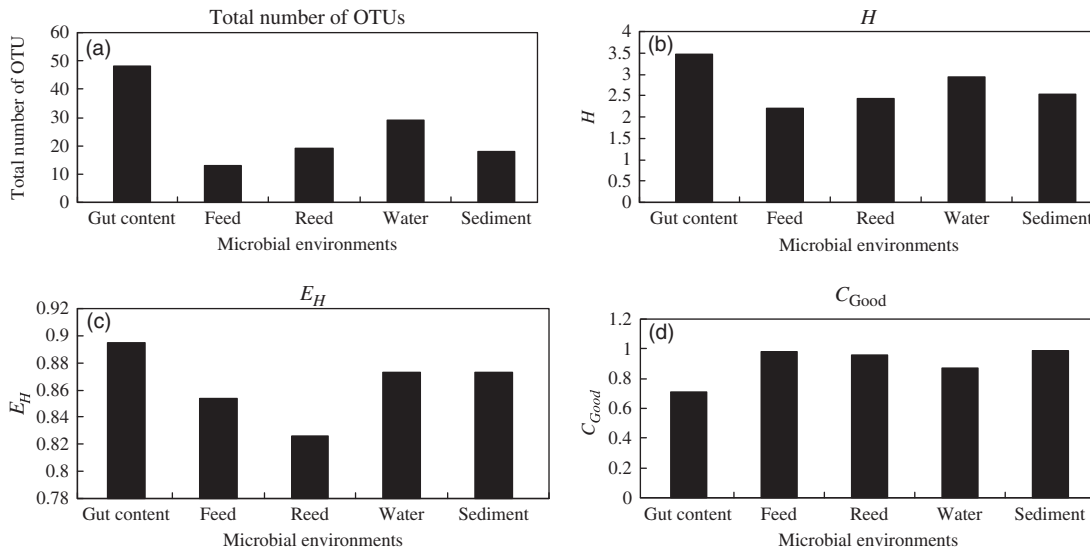 Total number of OTUs
(a)
Total number of OTU
60
50
40
30
20
10
0
Gut content Feed Reed Water Sediment
Microbial environments
H
(b)
H
4
3.5
3
2.5
2
1.5
1
0.5
0
Gut content Feed Reed Water Sediment
Microbial environments
E_H
(c)
E_H
0.92
0.9
0.88
0.86
0.84
0.82
0.8
0.78
Gut content Feed Reed Water Sediment
Microbial environments
C_Good
(d)
C_Good
1.2
1
0.8
0.6
0.4
0.2
0
Gut content Feed Reed Water Sediment
Microbial environments